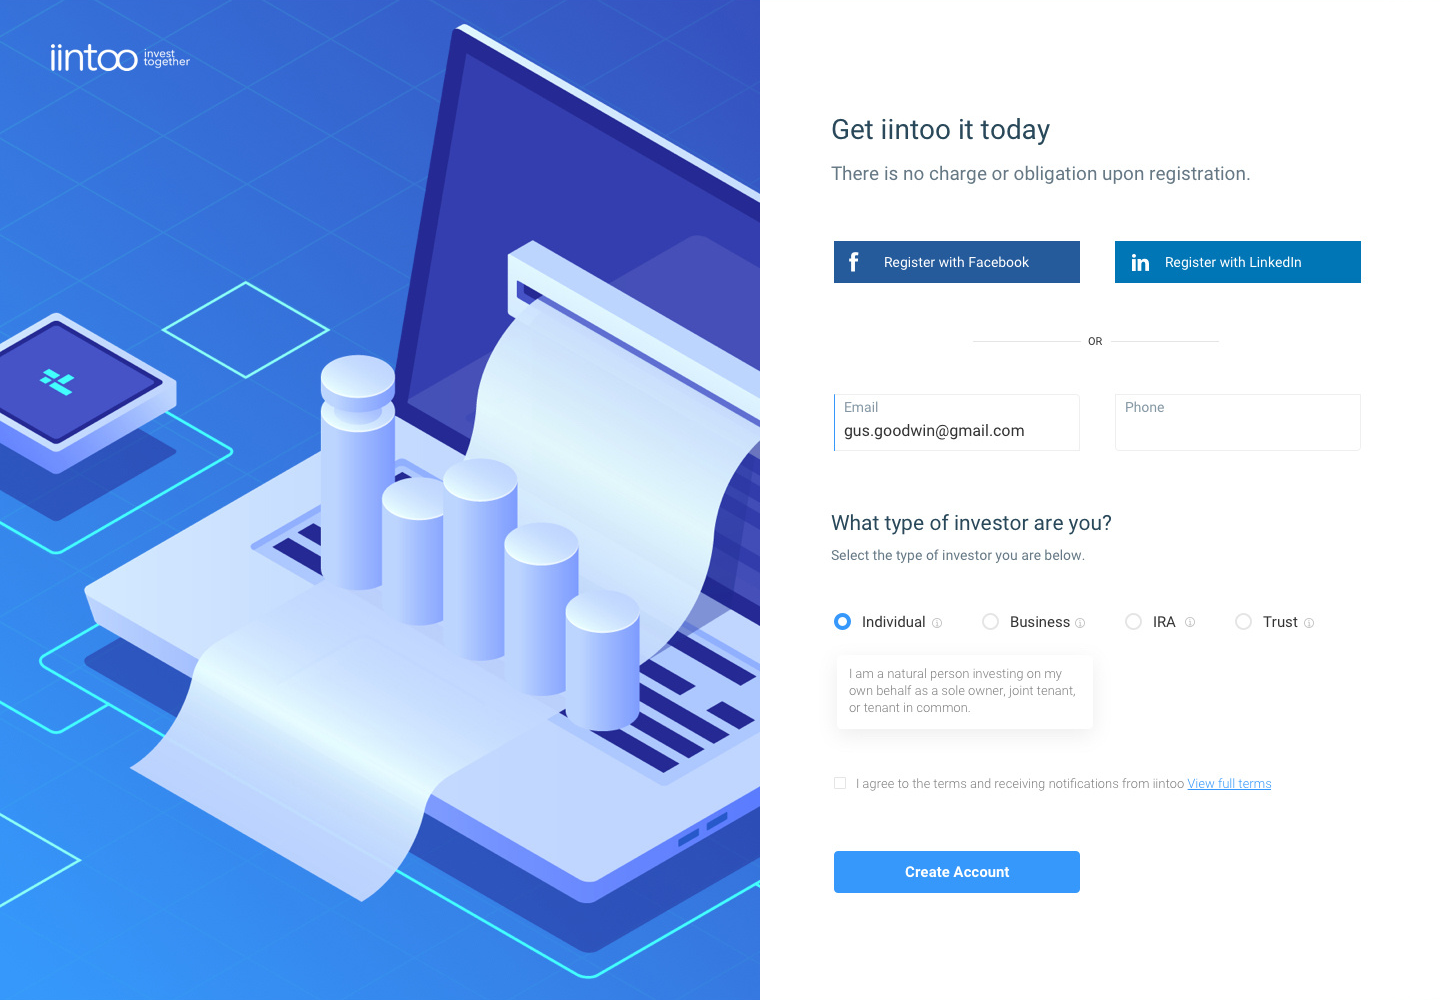 iintoo invest
together
Get iintoo it today
There is no charge or obligation upon registration.
f Register with Facebook
in Register with LinkedIn
OR
Email
gus.goodwin@gmail.com
Phone
What type of investor are you?
Select the type of investor you are below.
Individual
Business
IRA
Trust
I am a natural person investing on my
own behalf as a sole owner, joint tenant,
or tenant in common.
I agree to the terms and receiving notifications from iintoo View full terms
Create Account